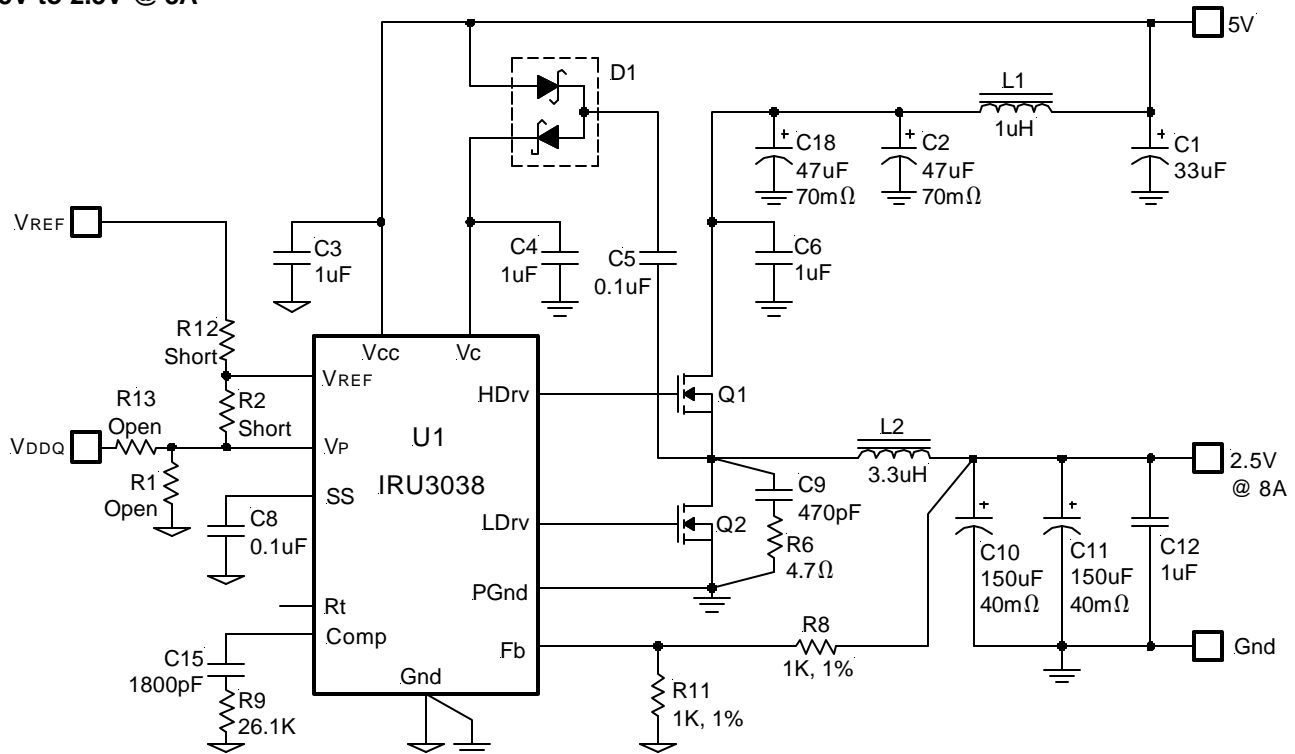 5V
D1
L1
1uH
C18
47uF
70mΩ
C2
47uF
70mΩ
C1
33uF
VREF
C3
1uF
C4
1uF
C5
0.1uF
C6
1uF
R12
Short
Vcc
Vc
VREF
HDrv
Q1
R13
Open
R2
Short
VDDQ
VP
U1
IRU3038
L2
3.3uH
2.5V
@ 8A
R1
Open
SS
C8
0.1uF
LDrv
Q2
C9
470pF
R6
4.7Ω
C10
150uF
40mΩ
C11
150uF
40mΩ
C12
1uF
PGnd
Rt
Comp
Fb
R8
1K, 1%
Gnd
C15
1800pF
R9
26.1K
Gnd
R11
1K, 1%